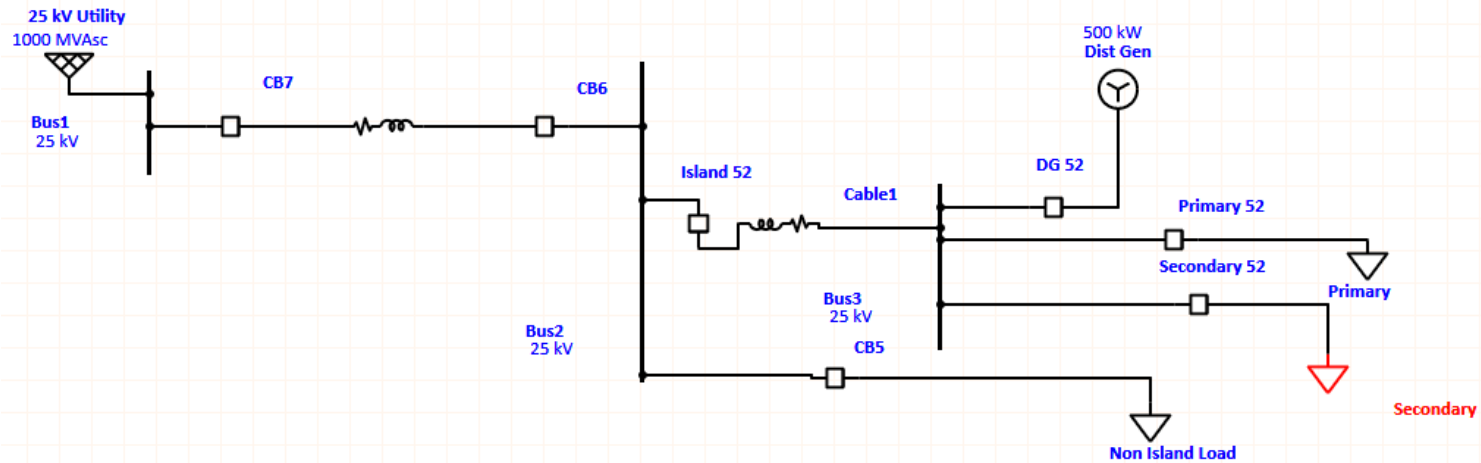 25 kV Utility
1000 MVAsc
Bus1
25 kV
CB7
CB6
Island 52
Cable1
500 kW
Dist Gen
DG 52
Primary 52
Secondary 52
Primary
Bus3
25 kV
Bus2
25 kV
CB5
Secondary
Non Island Load